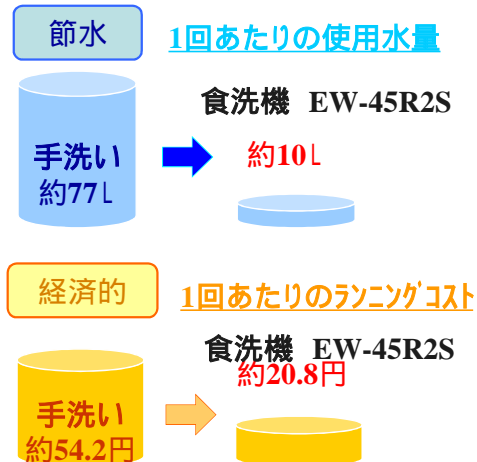 節水
1回あたりの使用水量
食洗機 EW-45R2S
手洗い
約77L
約10L
経済的
1回あたりのランニングコスト
食洗機 EW-45R2S
約20.8円
手洗い
約54.2円